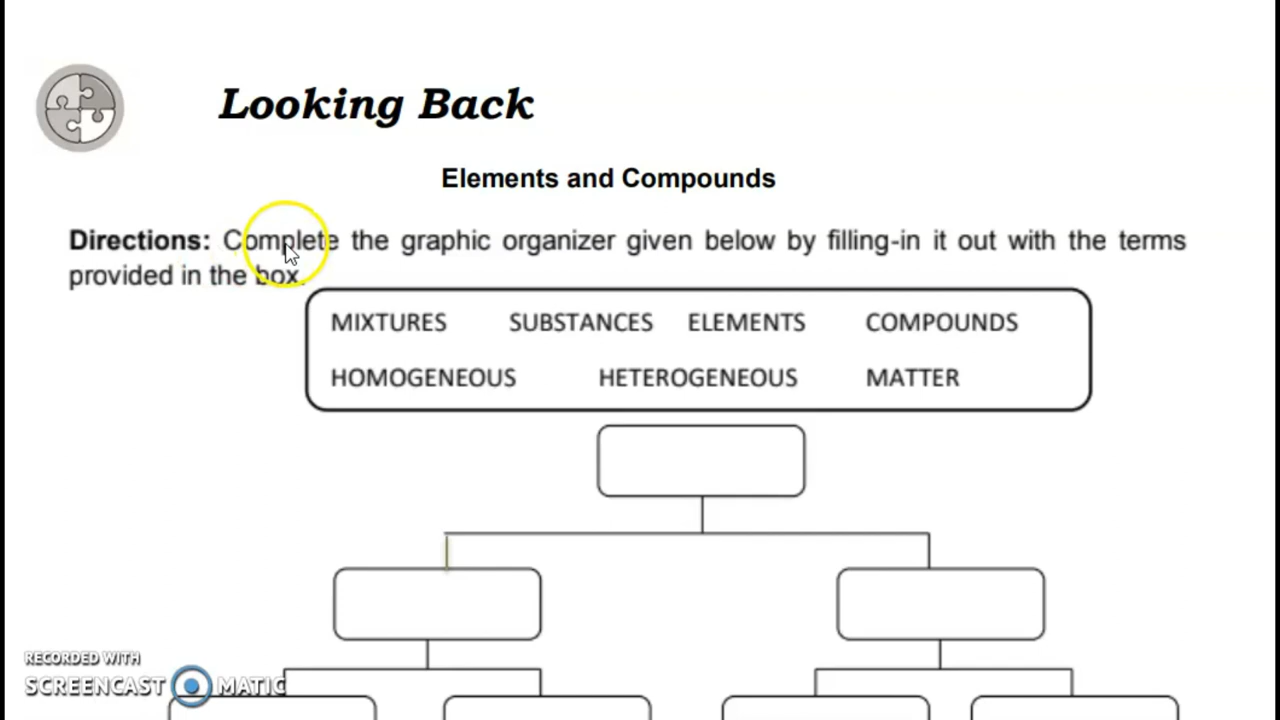 Looking Back
Elements and Compounds
Directions: Complete the graphic organizer given below by filling-in it out with the terms
provided in the box.
MIXTURES SUBSTANCES ELEMENTS COMPOUNDS
HOMOGENEOUS HETEROGENEOUS MATTER
RECORDED WITH
SCREENCAST MATIC